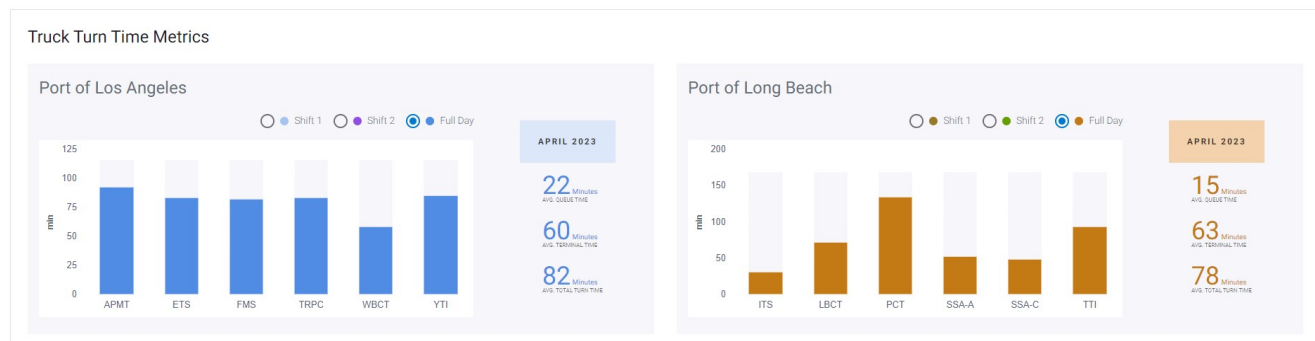 Truck Turn Time Metrics
Port of Los Angeles
Shift 1 Shift 2 Full Day
APRIL 2023
125
100
75
50
25
0
min
APMT ETS FMS TRPC WBCT YTI
22 Minutes
AVG. QUEUE TIME
60 Minutes
AVG. TERMINAL TIME
82 Minutes
AVG. TOTAL TURN TIME
Port of Long Beach
Shift 1 Shift 2 Full Day
APRIL 2023
200
150
100
50
0
min
ITS LBCT PCT SSA-A SSA-C TTI
15 Minutes
AVG. QUEUE TIME
63 Minutes
AVG. TERMINAL TIME
78 Minutes
AVG. TOTAL TURN TIME